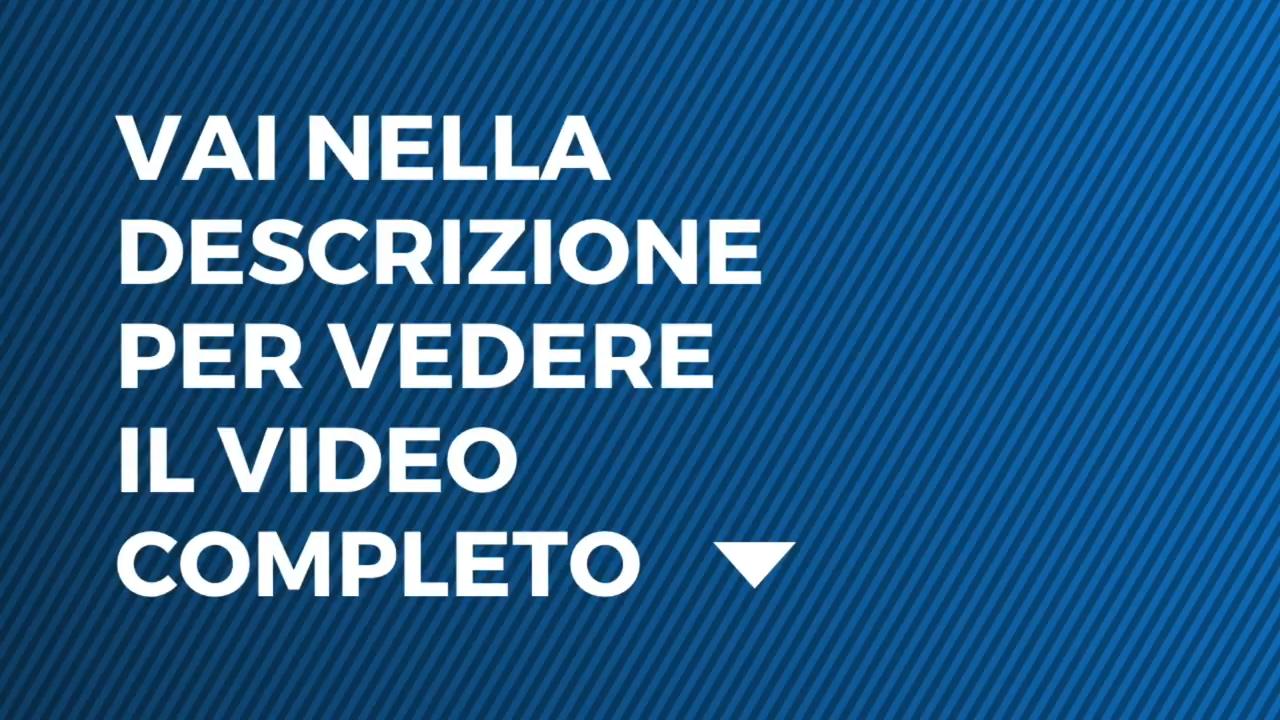 VAI NELLA
DESCRIZIONE
PER VEDERE
IL VIDEO
COMPLETO